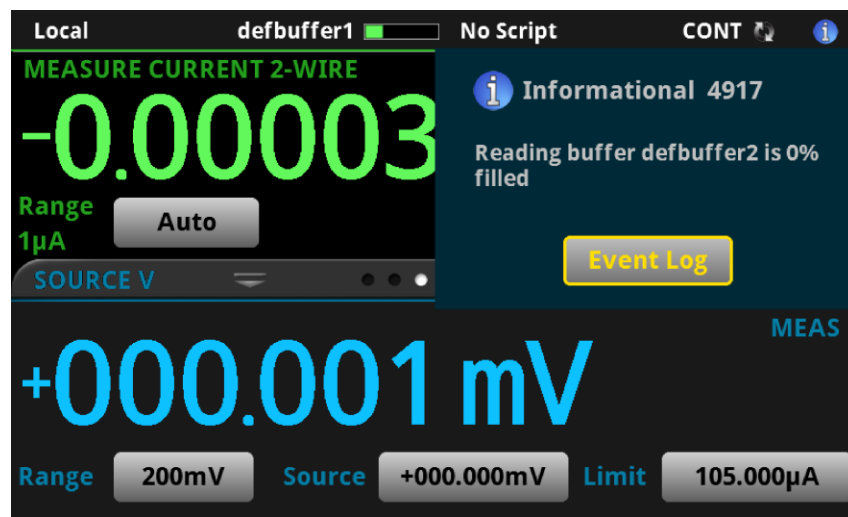 Local defbuffer1 No Script CONT
MEASURE CURRENT 2-WIRE
-0.00003
Range
1µA
Auto
Informational 4917
Reading buffer defbuffer2 is 0%
filled
Event Log
SOURCE V
MEAS
+000.001 mV
Range 200mV Source +000.000mV Limit 105.000µA